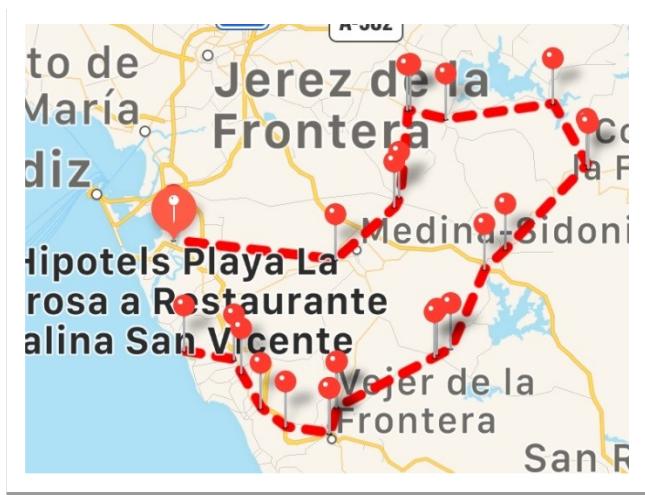 A-382
to de
María
Jerez de la
Frontera
diz
Co
la F
Medina-Sidoni
Hipotels Playa La
rosa a Restaurante
alina San Vicente
Vejer de la
Frontera
San R